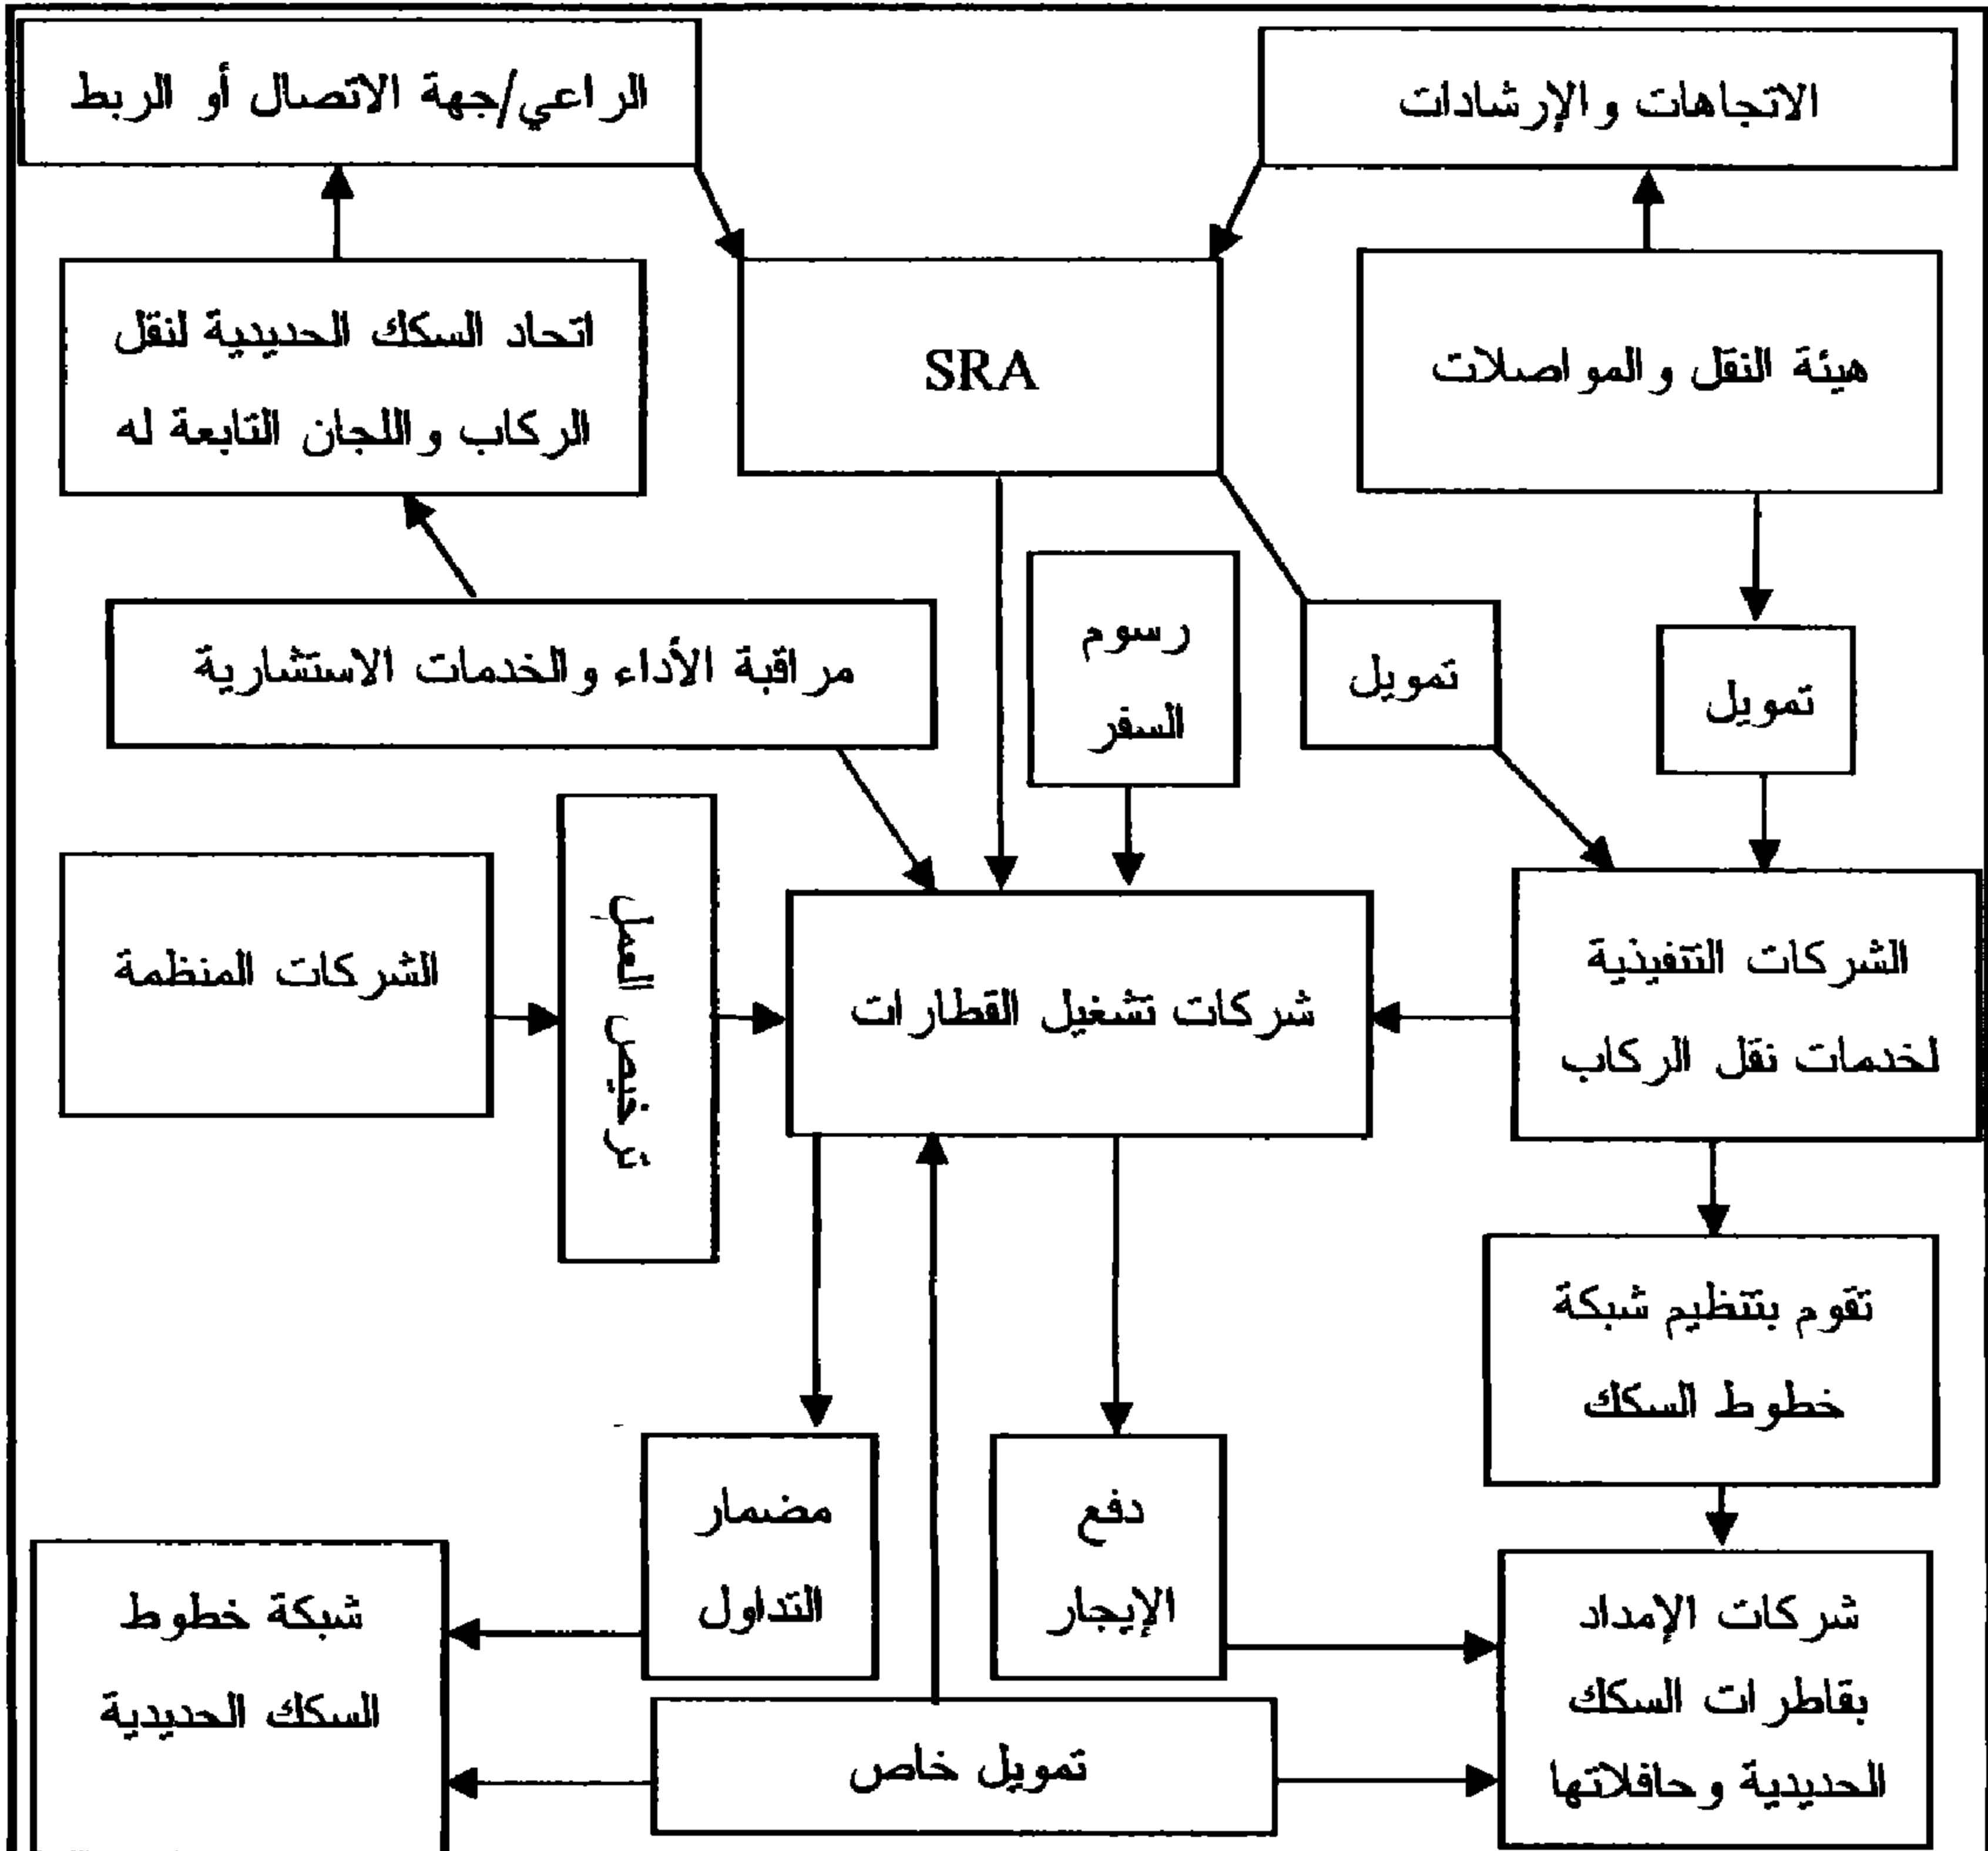 الاتجاهات والإرشادات
الراعي/جهة الاتصال أو الربط
هيئة النقل والمواصلات
SRA
اتحاد السكك الحديدية لنقل
الركاب واللجان التابعة له
تمويل
تمويل
رسوم
السفر
مراقبة الأداء والخدمات الاستشارية
الشركات التنفيذية
لخدمات نقل الركاب
شركات تشغيل القطارات
ترخيص العمل
الشركات المنظمة
تقوم بتنظيم شبكة
خطوط السكك
دفع
الإيجار
مضمار
التداول
شركات الإمداد
بقاطرات السكك
الحديدية وحافلاتها
شبكة خطوط
السكك الحديدية
تمويل خاص